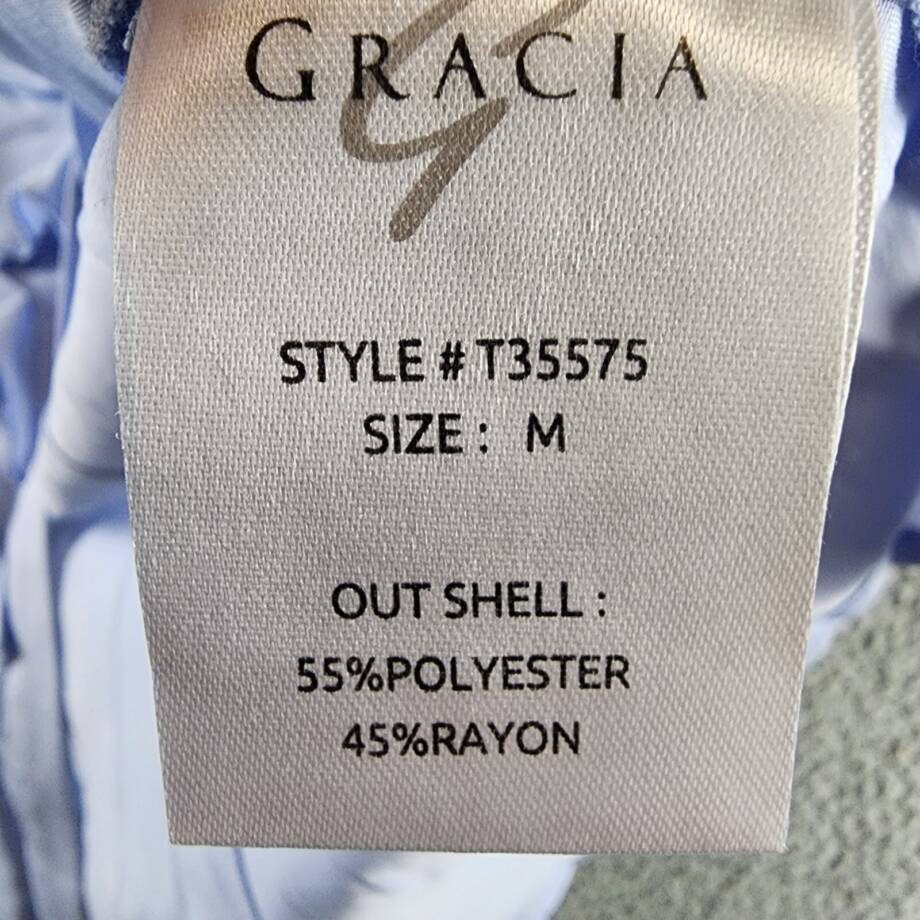 GRACIA
STYLE # T35575
SIZE : M
OUT SHELL :
55%POLYESTER
45%RAYON